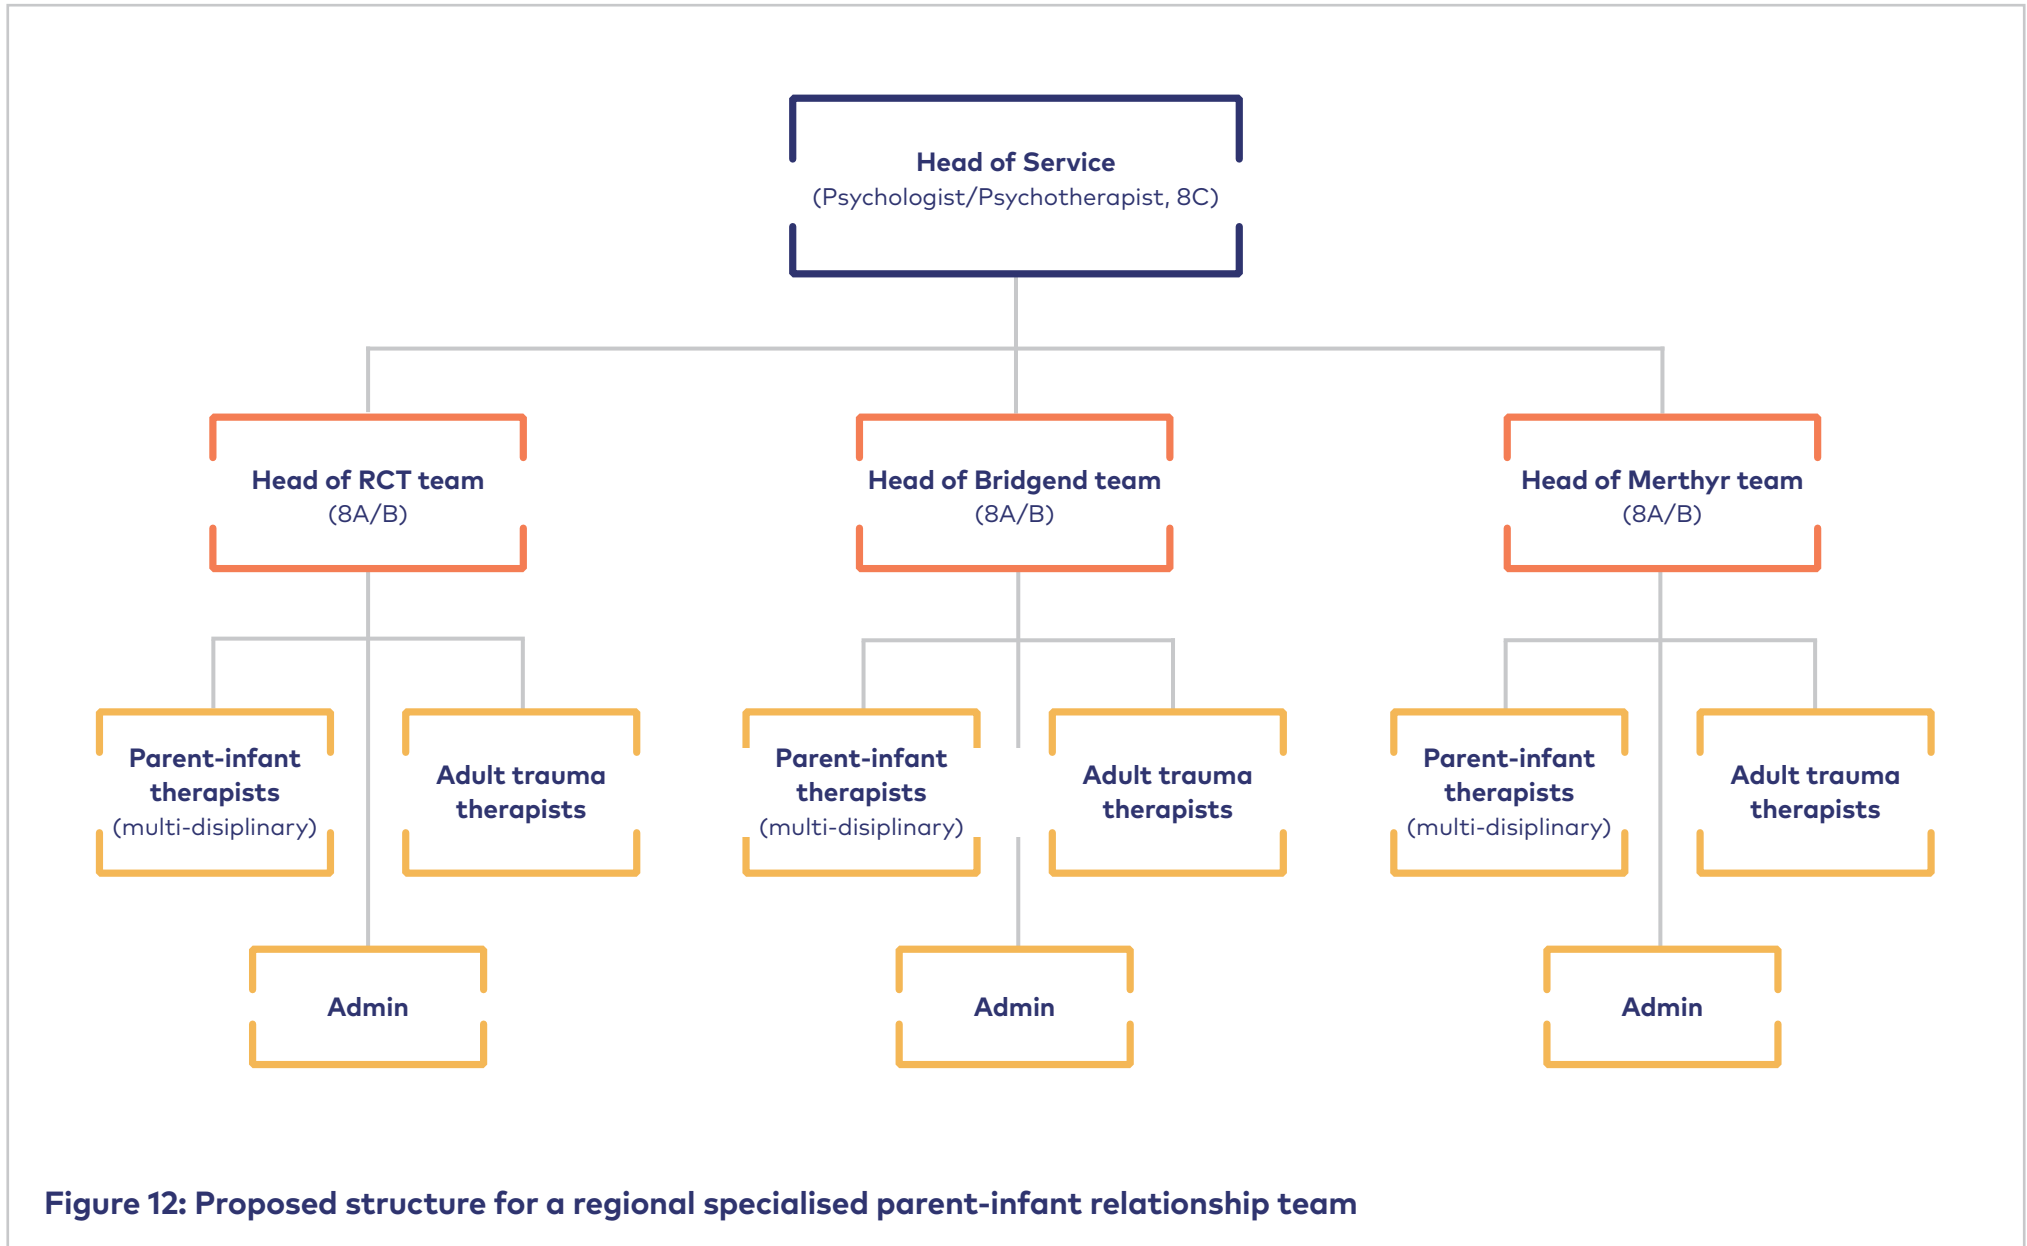 Head of Service
(Psychologist/Psychotherapist, 8C)
Head of RCT team
(8A/B)
Head of Bridgend team
(8A/B)
Head of Merthyr team
(8A/B)
Parent-infant
therapists
(multi-disiplinary)
Adult trauma
therapists
Parent-infant
therapists
(multi-disiplinary)
Adult trauma
therapists
Parent-infant
therapists
(multi-disiplinary)
Adult trauma
therapists
Admin
Admin
Admin
Figure 12: Proposed structure for a regional specialised parent-infant relationship team